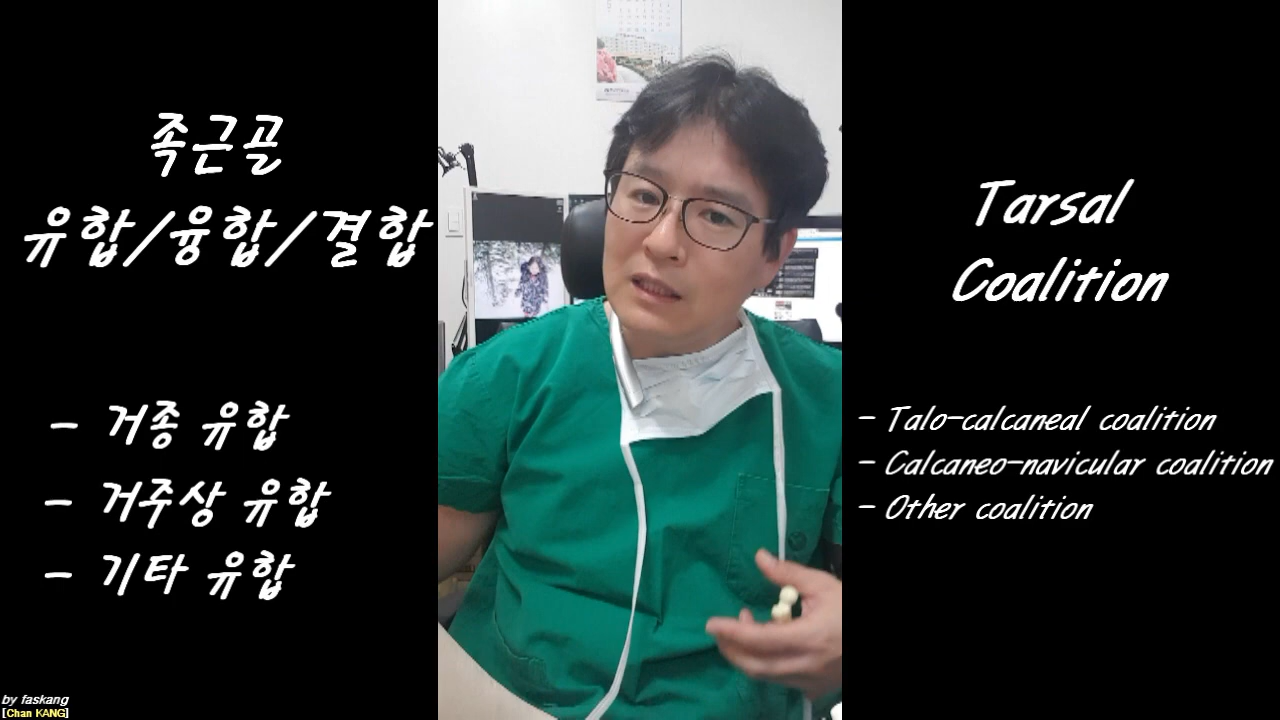 족근골
유합/융합/결합
- 거종 유합
- 거주상 유합
- 기타 유합
by faskang
[Chan KANG]
Tarsal
Coalition
- Talo-calcaneal coalition
- Calcaneo-navicular coalition
- Other coalition